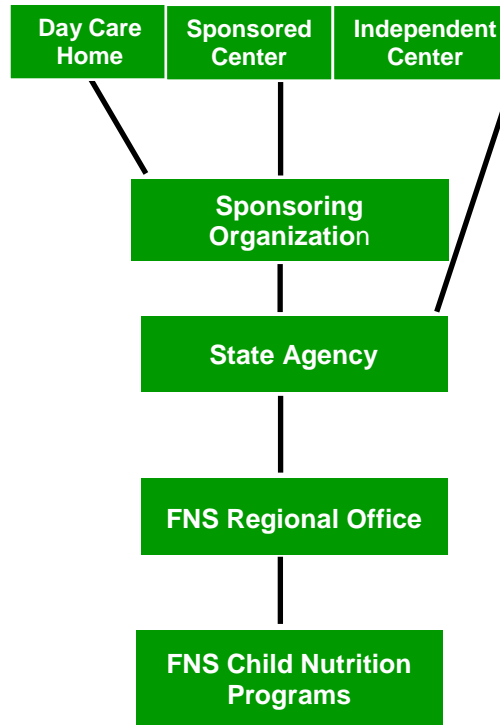 Day Care
Home
Sponsored
Center
Independent
Center
Sponsoring
Organization
State Agency
FNS Regional Office
FNS Child Nutrition
Programs